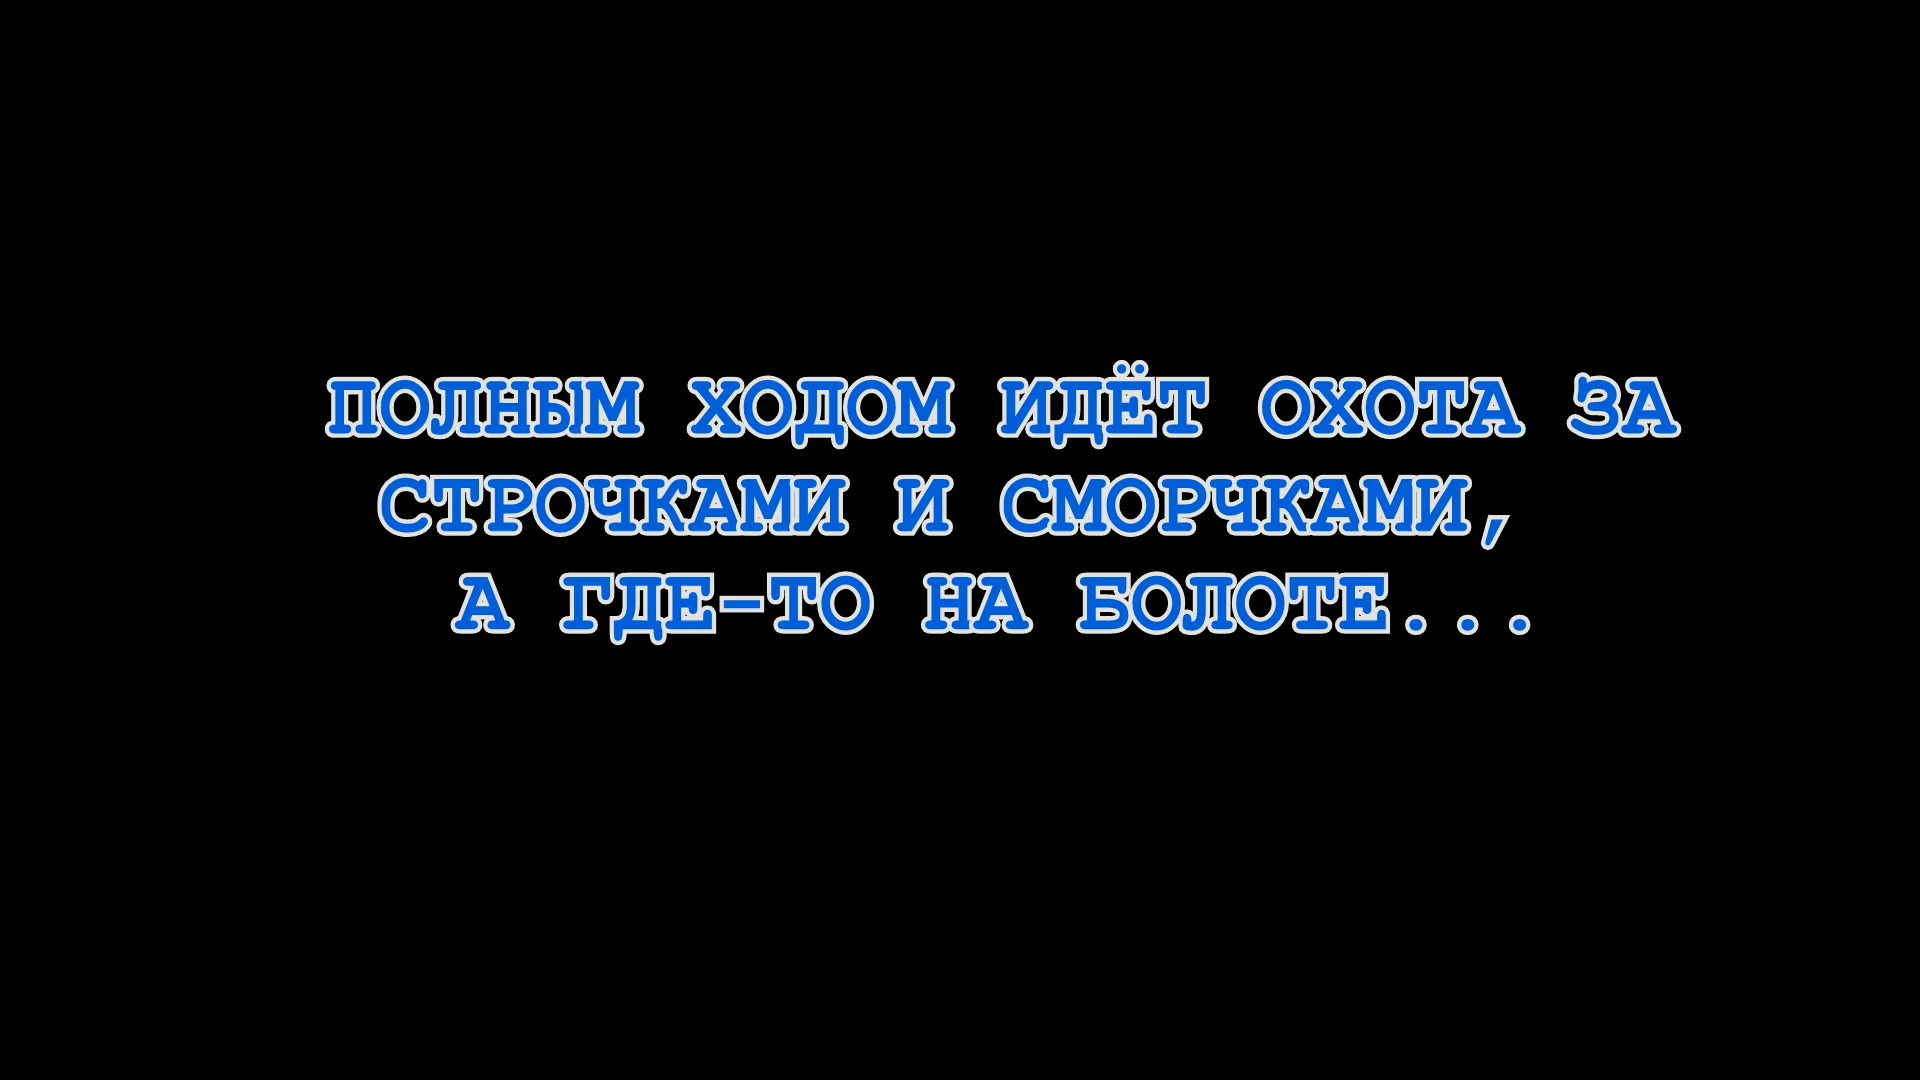 ПОЛНЫМ ХОДОМ ИДЁТ ОХОТА ЗА
СТРОЧКАМИ И СМОРЧКАМИ,
А ГДЕ-ТО НА БОЛОТЕ...